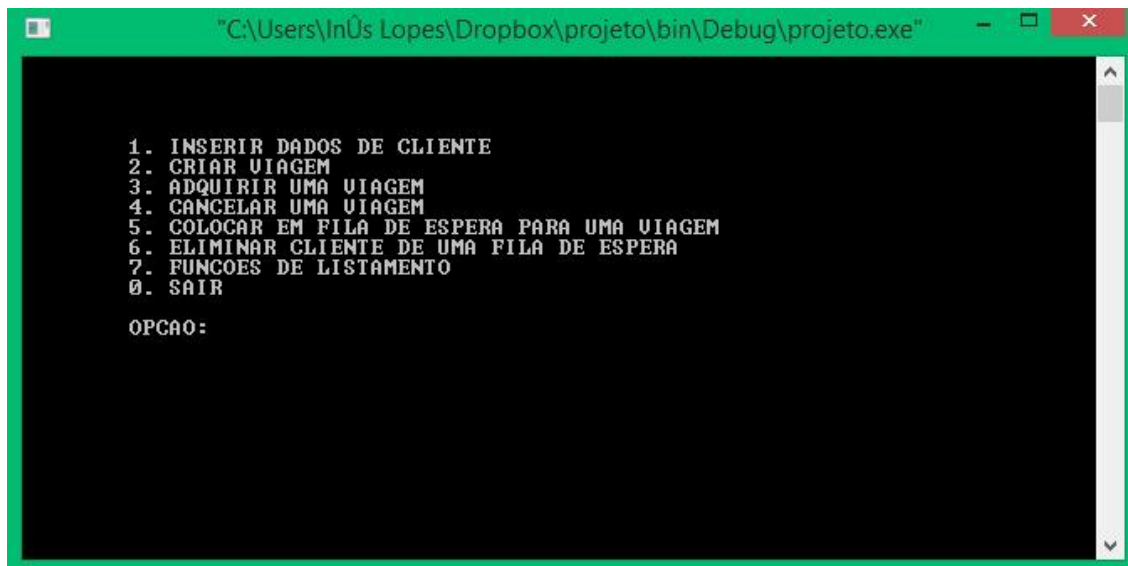 "C:\Users\InÛs Lopes\Dropbox\projeto\bin\Debug\projeto.exe"
1. INSERIR DADOS DE CLIENTE
2. CRIAR VIAGEM
3. ADQUIRIR UMA VIAGEM
4. CANCELAR UMA VIAGEM
5. COLOCAR EM FILA DE ESPERA PARA UMA VIAGEM
6. ELIMINAR CLIENTE DE UMA FILA DE ESPERA
7. FUNCOES DE LISTAMENTO
0. SAIR
OPCAO: